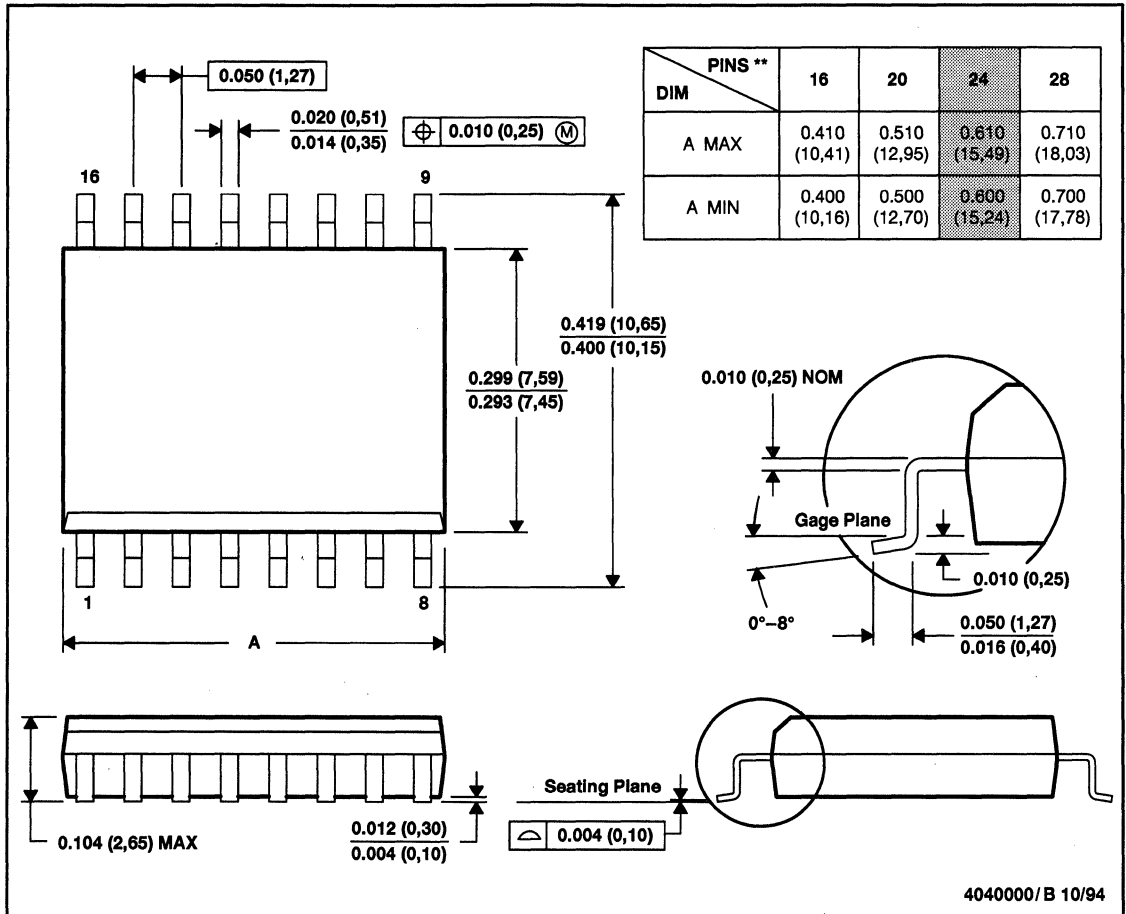 0.050 (1,27)
0.020 (0,51)
0.014 (0,35)
⌖ 0.010 (0,25) Ⓜ
16
9
PINS **
DIM
16 20 24 28
A MAX
0.410 0.510 0.610 0.710
(10,41) (12,95) (15,49) (18,03)
A MIN
0.400 0.500 0.600 0.700
(10,16) (12,70) (15,24) (17,78)
0.419 (10,65)
0.400 (10,15)
0.299 (7,59)
0.293 (7,45)
0.010 (0,25) NOM
Gage Plane
0.010 (0,25)
0°–8°
0.050 (1,27)
0.016 (0,40)
1
8
A
0.104 (2,65) MAX
0.012 (0,30)
0.004 (0,10)
Seating Plane
⌓ 0.004 (0,10)
4040000/ B 10/94